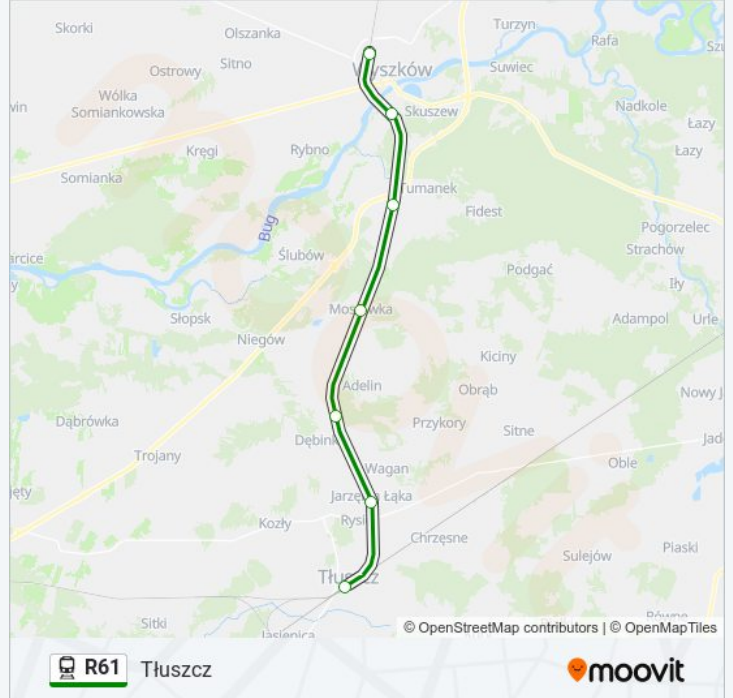 Skorki
Olszanka
Turzyn
Rafa
Ostrowy
Sitno
Wyszków
Suwiec
Wólka
Somiankowska
Skuszew
Nadkole
Łazy
Kręgi
Rybno
Łazy
Somianka
Tumanek
Fidest
Bug
Pogorzelec
Ślubów
Strachów
Podgać
Iły
Słopsk
Mostówka
Adampol
Urle
Niegów
Kiciny
Adelin
Obrąb
Nowy J
Dąbrówka
Przykory
Sitne
Trojany
Wagan
Oble
Jarzębia Łąka
Kozły
Chrzęsne
Sulejów
Piaski
Tłuszcz
Sitki
Jasienica
© OpenStreetMap contributors | © OpenMapTiles
R61 Tłuszcz
moovit